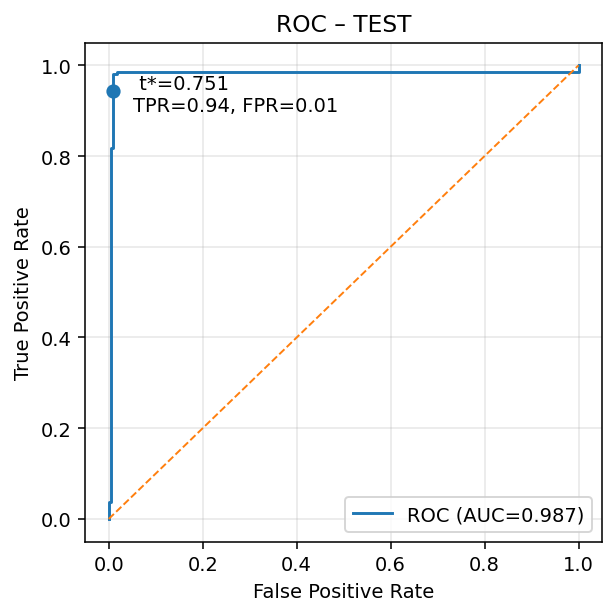 ROC – TEST
1.0
0.8
0.6
0.4
0.2
0.0
True Positive Rate
t*=0.751
TPR=0.94, FPR=0.01
ROC (AUC=0.987)
0.0 0.2 0.4 0.6 0.8 1.0
False Positive Rate